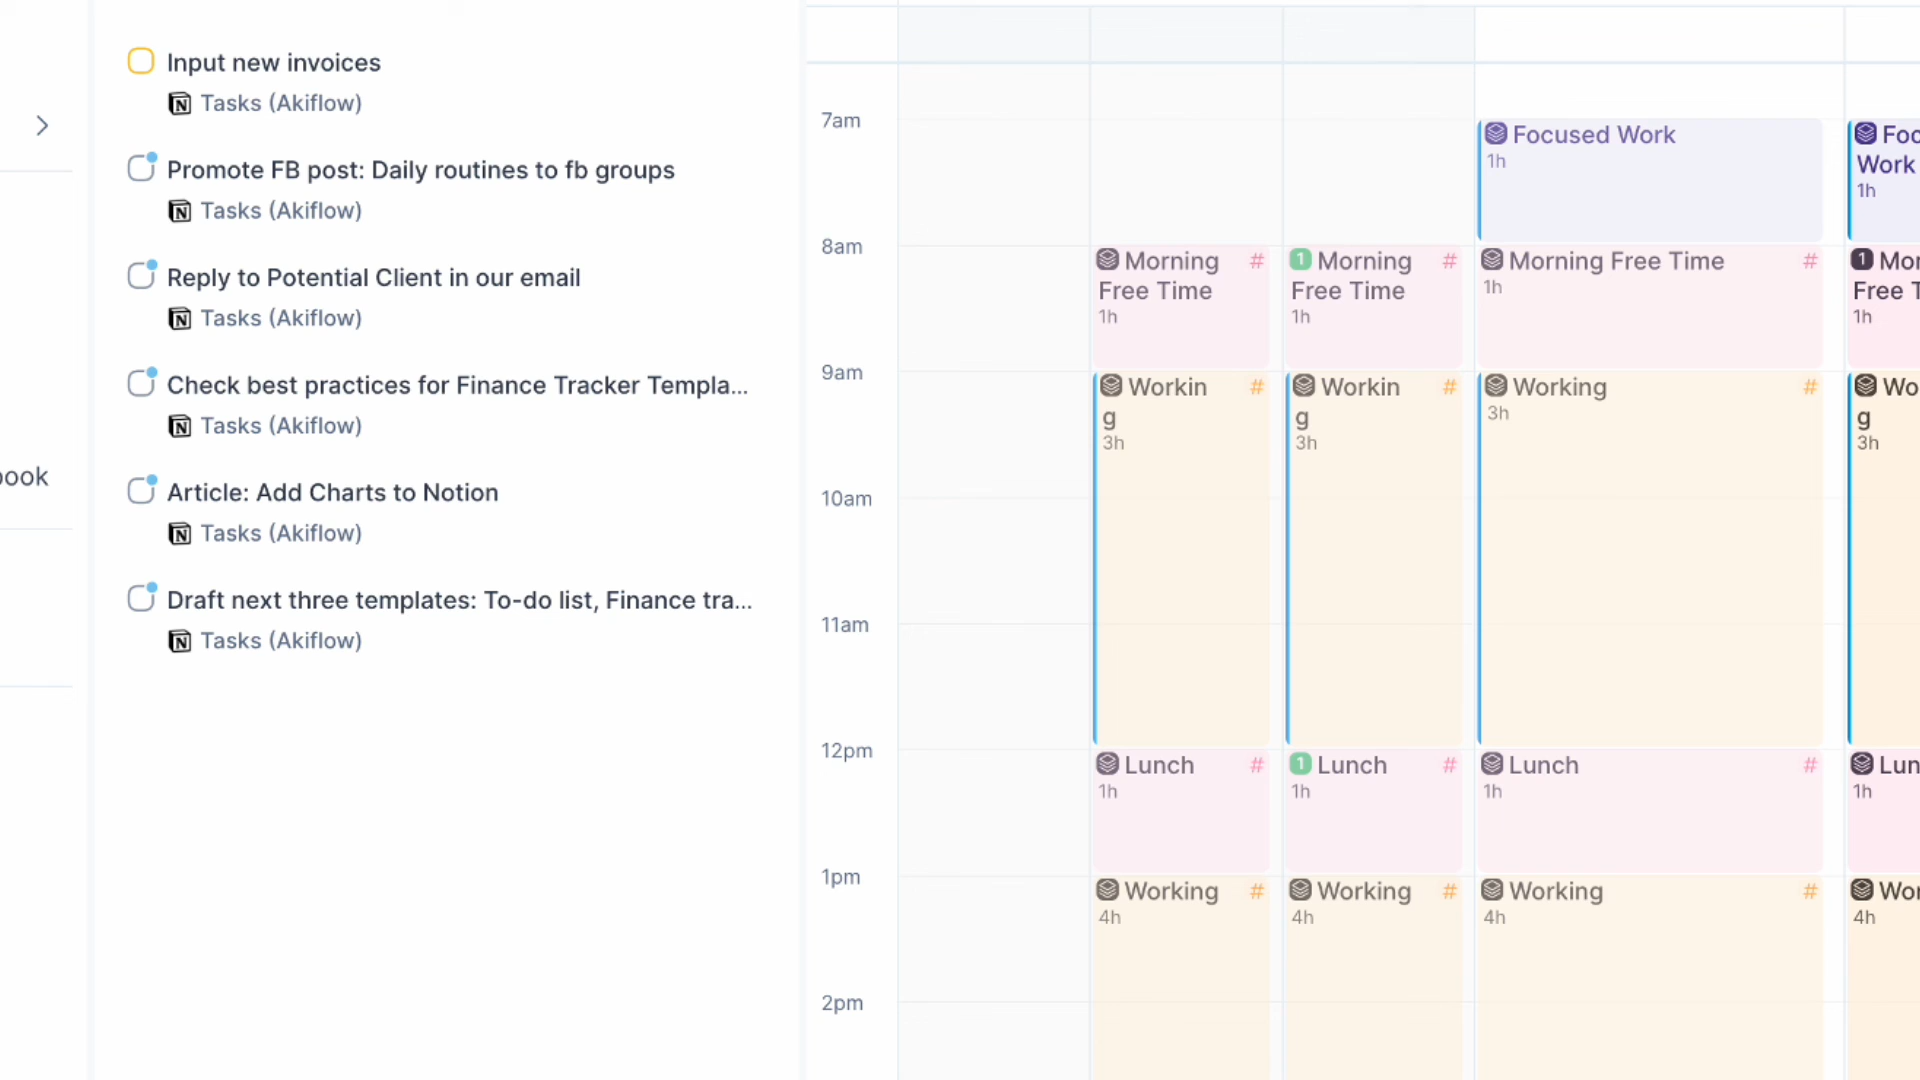 Input new invoices
Tasks (Akiflow)
Promote FB post: Daily routines to fb groups
Tasks (Akiflow)
Reply to Potential Client in our email
Tasks (Akiflow)
Check best practices for Finance Tracker Templa...
Tasks (Akiflow)
Article: Add Charts to Notion
Tasks (Akiflow)
Draft next three templates: To-do list, Finance tra...
Tasks (Akiflow)
ook
7am
8am
9am
10am
11am
12pm
1pm
2pm
Morning #
Free Time
1h
Workin #
g
3h
Lunch #
1h
Working #
4h
1 Morning #
Free Time
1h
Workin #
g
3h
1 Lunch #
1h
Working #
4h
Focused Work
1h
Morning Free Time #
1h
Working #
3h
Lunch #
1h
Working #
4h
Foc
Work
1h
1 Mor
Free T
1h
Wo
g
3h
Lun
1h
Wor
4h